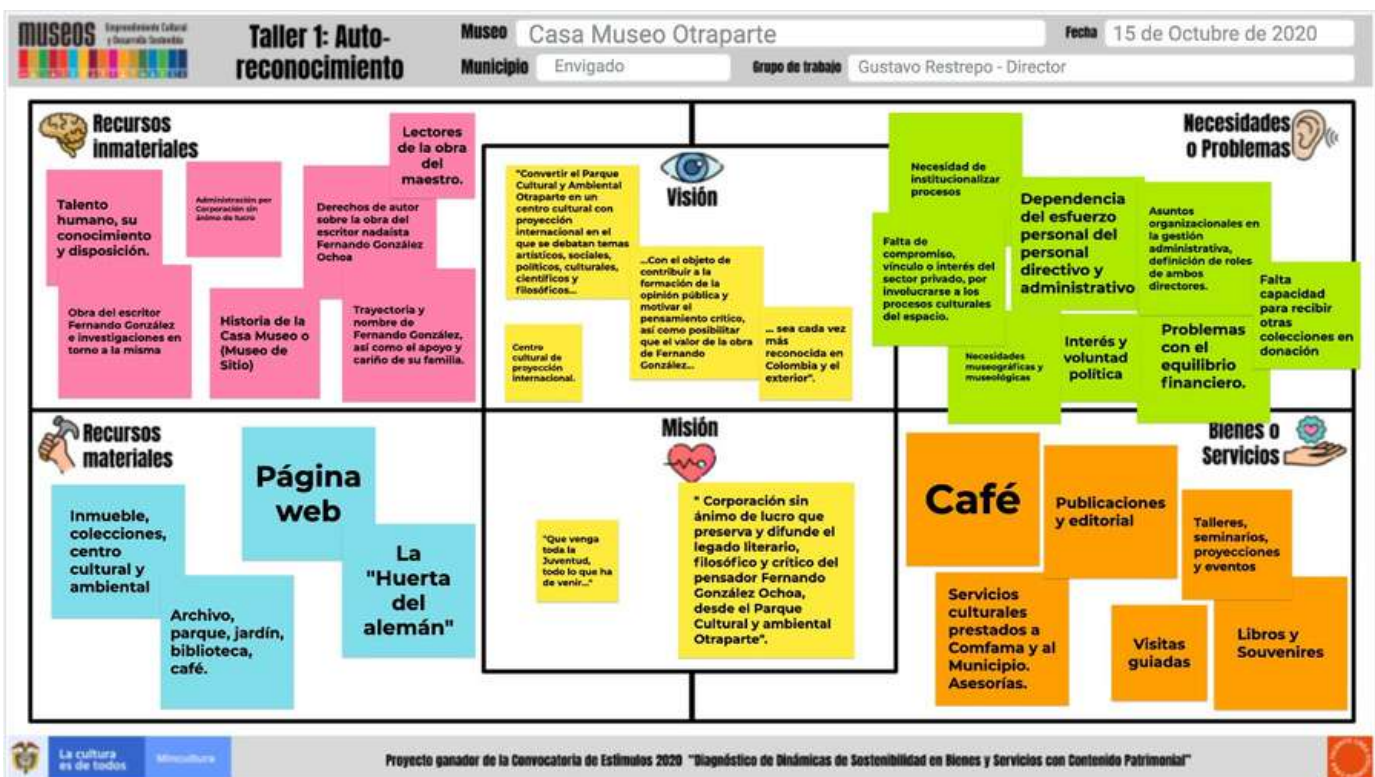 museos Emprendimiento Cultural
y Desarrollo Sostenible
Taller 1: Auto-
reconocimiento
Museo Casa Museo Otraparte
Fecha 15 de Octubre de 2020
Municipio Envigado
Grupo de trabajo Gustavo Restrepo - Director
Recursos
inmateriales
Lectores
de la obra
del
maestro.
Talento
humano, su
conocimiento
y disposición.
Administración por
Corporación sin
ánimo de lucro
Derechos de autor
sobre la obra del
escritor nadaísta
Fernando González
Ochoa
Obra del escritor
Fernando González
e investigaciones en
torno a la misma
Historia de la
Casa Museo o
(Museo de
Sitio)
Trayectoria y
nombre de
Fernando González,
así como el apoyo y
cariño de su familia.
Visión
"Convertir el Parque
Cultural y Ambiental
Otraparte en un
centro cultural con
proyección
internacional en el
que se debatan temas
artísticos, sociales,
políticos, culturales,
científicos y
filosóficos...
...Con el objeto de
contribuir a la
formación de la
opinión pública y
motivar el
pensamiento crítico,
así como posibilitar
que el valor de la obra
de Fernando
González...
... sea cada vez
más
reconocida en
Colombia y el
exterior".
Centro
cultural de
proyección
internacional.
Necesidades
o Problemas
Necesidad de
institucionalizar
procesos
Dependencia
del esfuerzo
personal del
personal
directivo y
administrativo
Asuntos
organizacionales en
la gestión
administrativa,
definición de roles
de ambos
directores.
Falta de
compromiso,
vínculo o interés del
sector privado, por
involucrarse a los
procesos culturales
del espacio.
Falta
capacidad
para recibir
otras
colecciones en
donación
Necesidades
museográficas y
museológicas
Interés y
voluntad
política
Problemas
con el
equilibrio
financiero.
Recursos
materiales
Página
web
Inmueble,
colecciones,
centro
cultural y
ambiental
La
"Huerta
del
alemán"
Archivo,
parque, jardín,
biblioteca,
café.
Misión
"Que venga
toda la
Juventud,
todo lo que ha
de venir..."
" Corporación sin
ánimo de lucro que
preserva y difunde el
legado literario,
filosófico y crítico del
pensador Fernando
González Ochoa,
desde el Parque
Cultural y ambiental
Otraparte".
Bienes o
Servicios
Café
Publicaciones
y editorial
Talleres,
seminarios,
proyecciones
y eventos
Servicios
culturales
prestados a
Comfama y al
Municipio.
Asesorías.
Visitas
guiadas
Libros y
Souvenires
La cultura
es de todos
Mincultura
Proyecto ganador de la Convocatoria de Estímulos 2020 "Diagnóstico de Dinámicas de Sostenibilidad en Bienes y Servicios con Contenido Patrimonial"